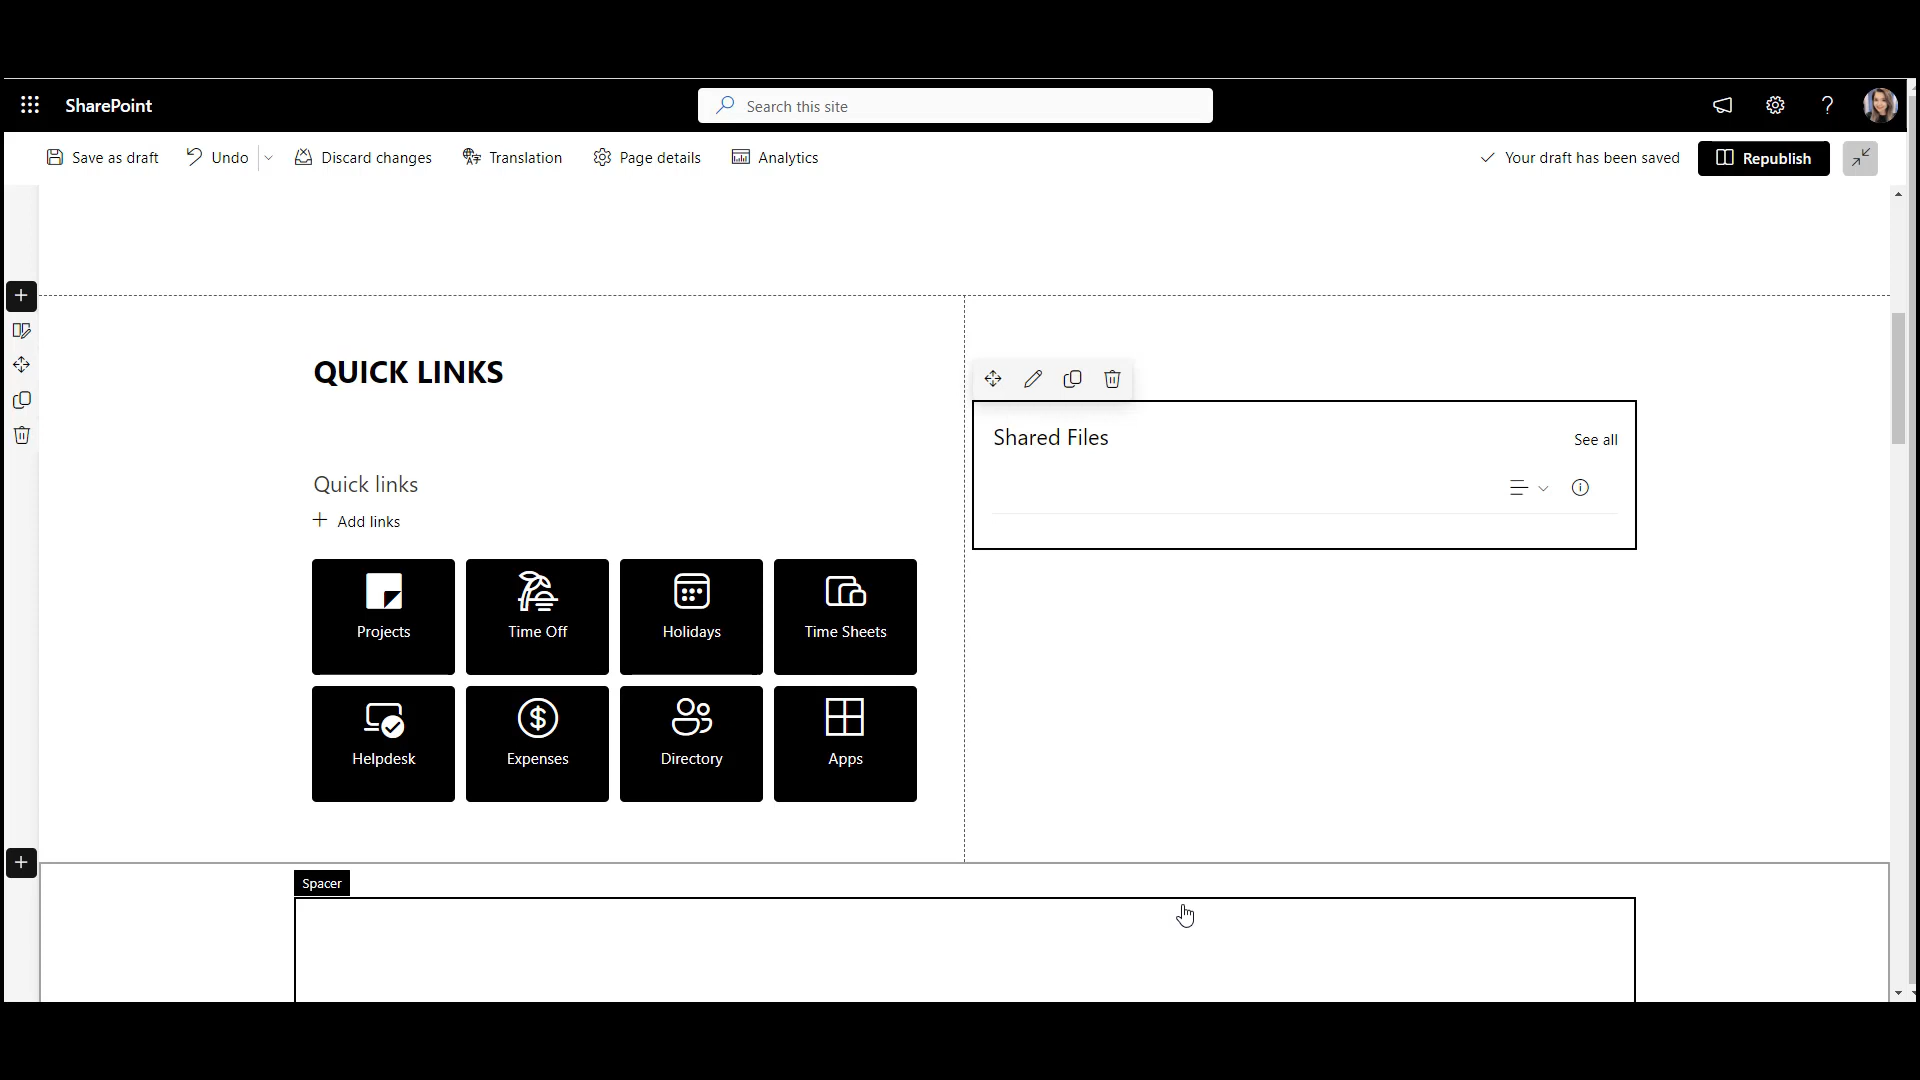 SharePoint
Search this site
Save as draft
Undo
Discard changes
Translation
Page details
Analytics
Your draft has been saved
Republish
QUICK LINKS
Shared Files
See all
Quick links
Add links
Projects
Time Off
Holidays
Time Sheets
Helpdesk
Expenses
Directory
Apps
Spacer